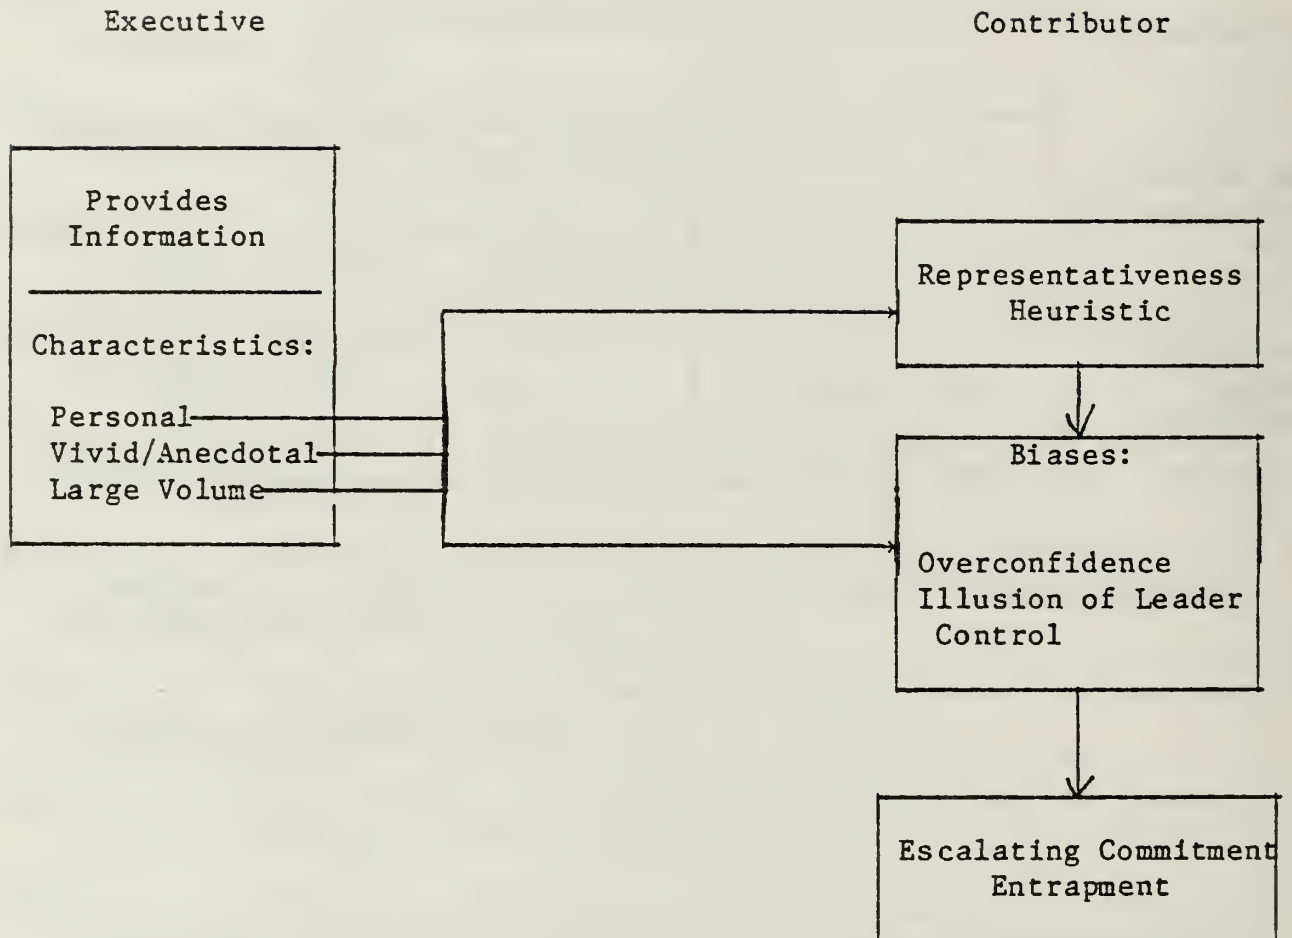 Executive
Contributor
Provides
Information
Characteristics:
Personal
Vivid/Anecdotal
Large Volume
Representativeness
Heuristic
Biases:
Overconfidence
Illusion of Leader
Control
Escalating Commitment
Entrapment